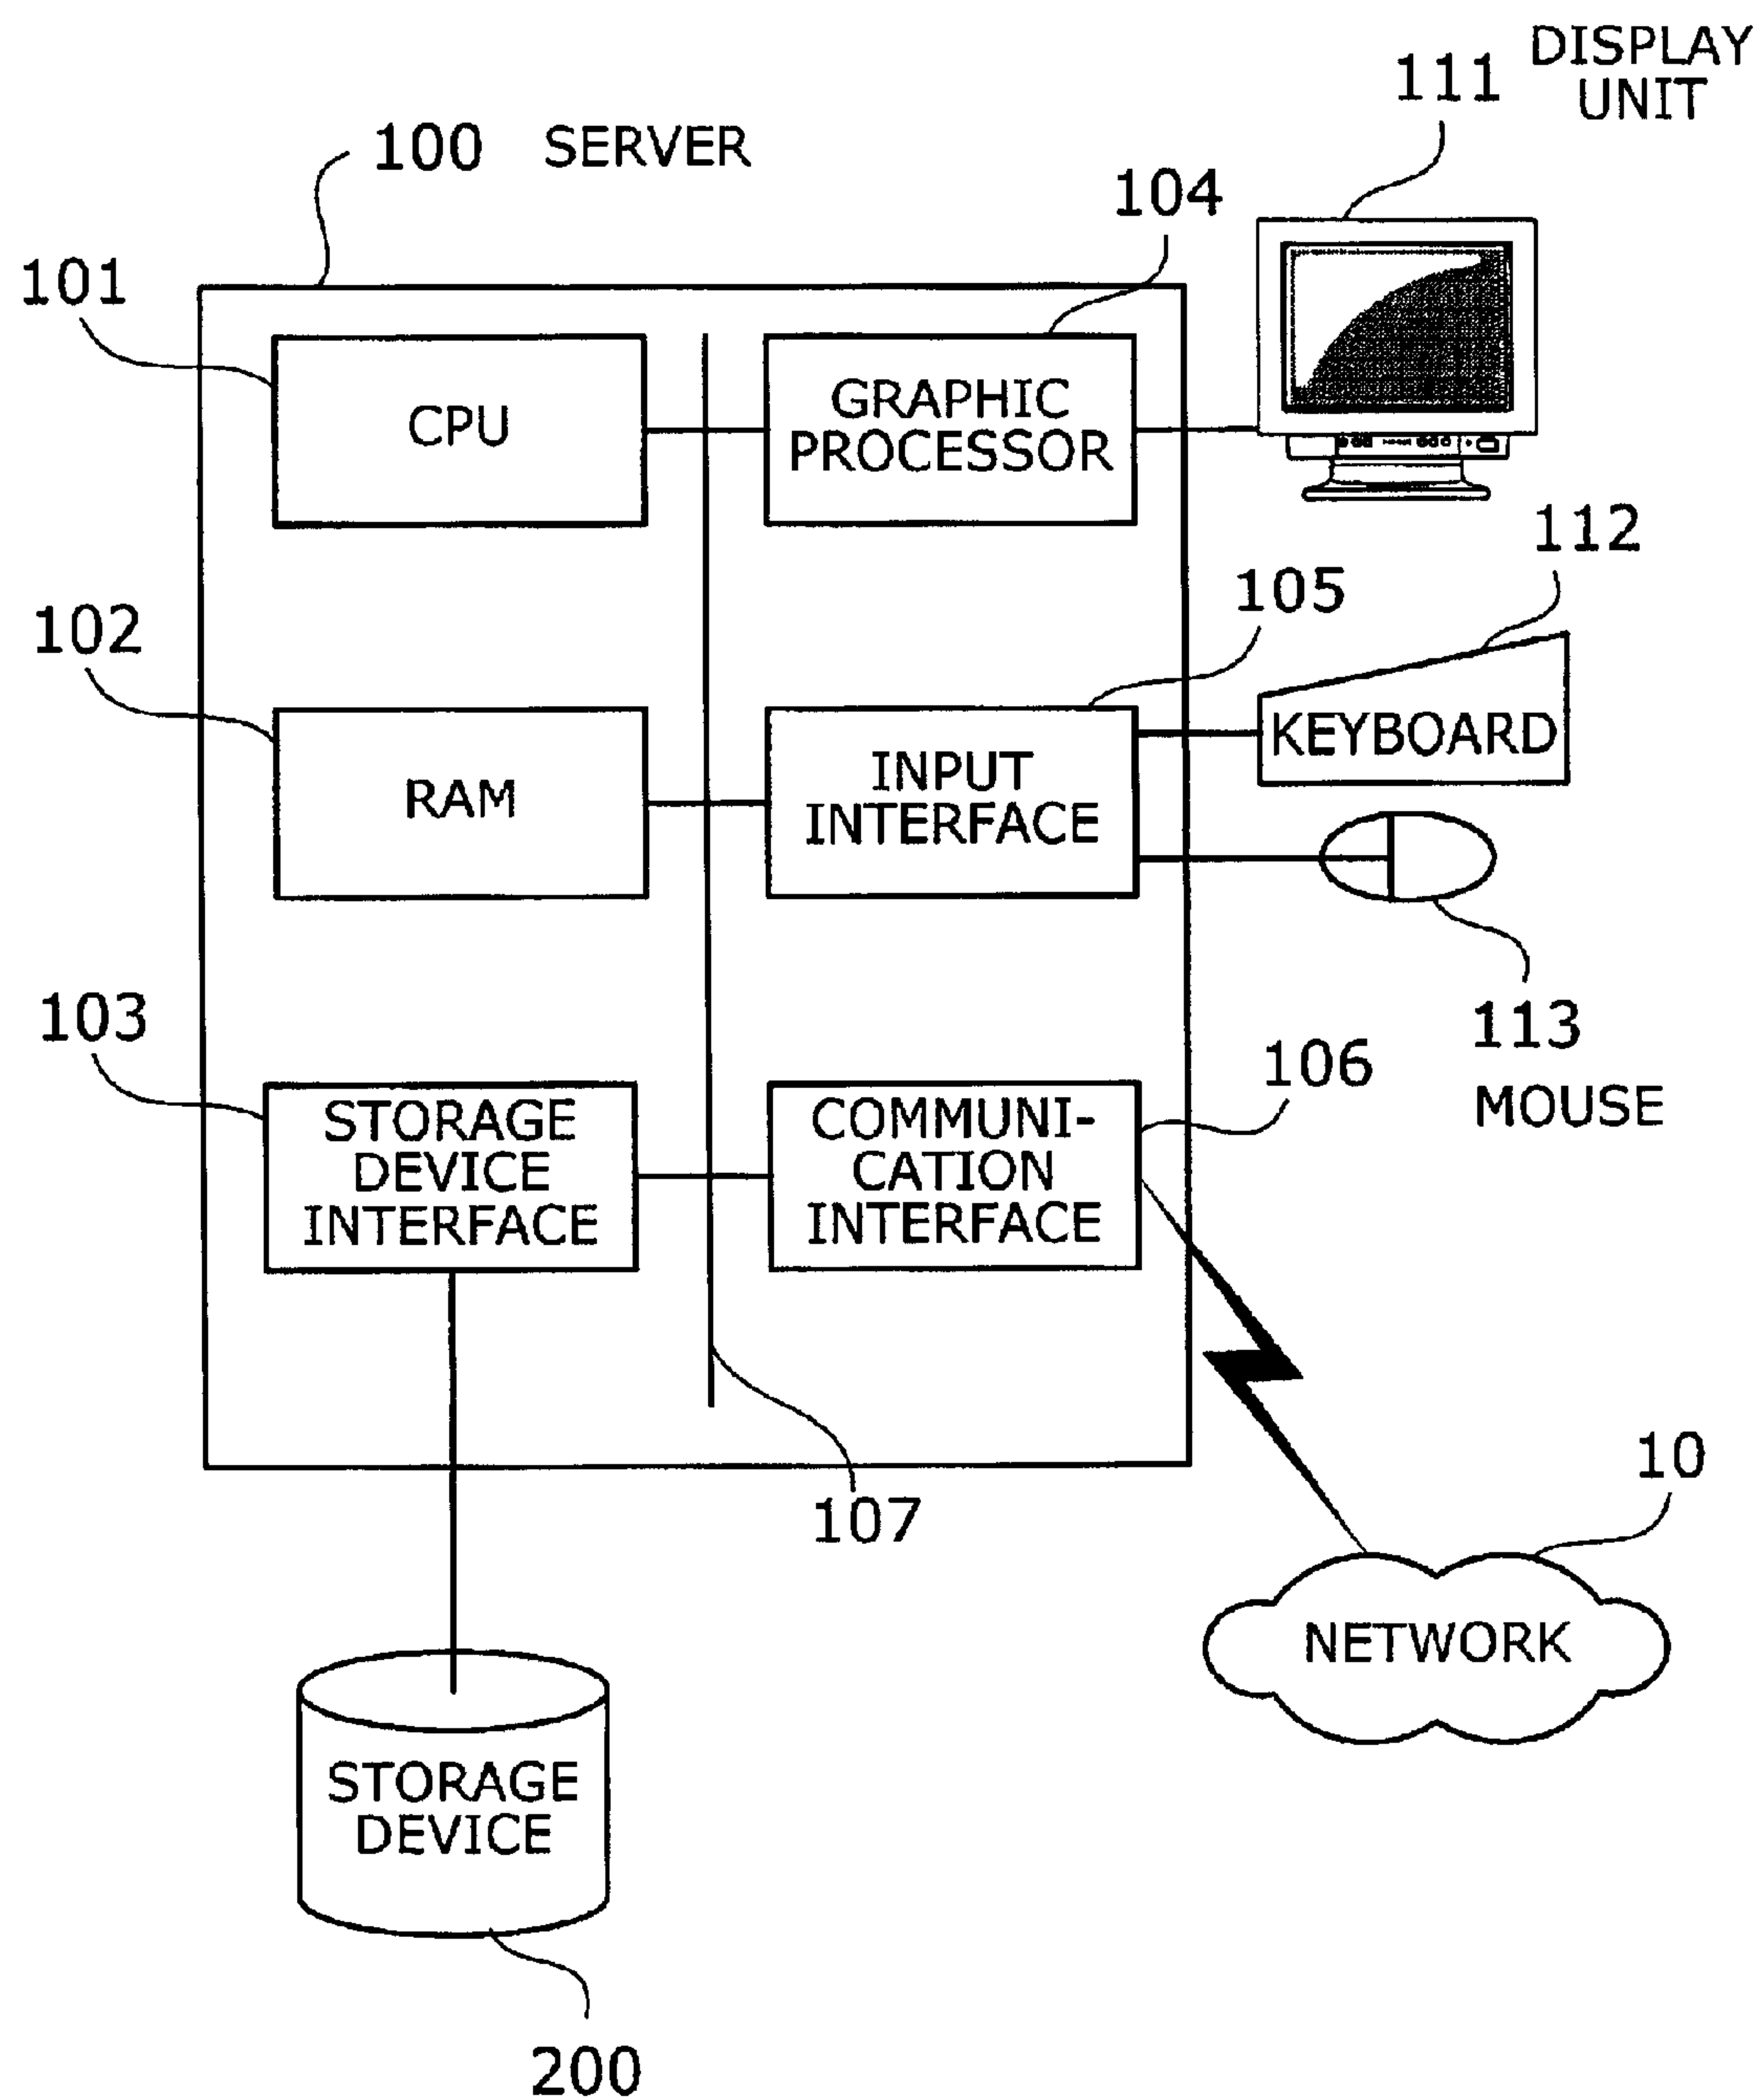 DISPLAY
UNIT
111
100 SERVER
104
101
CPU
GRAPHIC
PROCESSOR
112
105
102
RAM
INPUT
INTERFACE
KEYBOARD
113
MOUSE
103
106
STORAGE
DEVICE
INTERFACE
COMMUNI-
CATION
INTERFACE
107
10
NETWORK
STORAGE
DEVICE
200